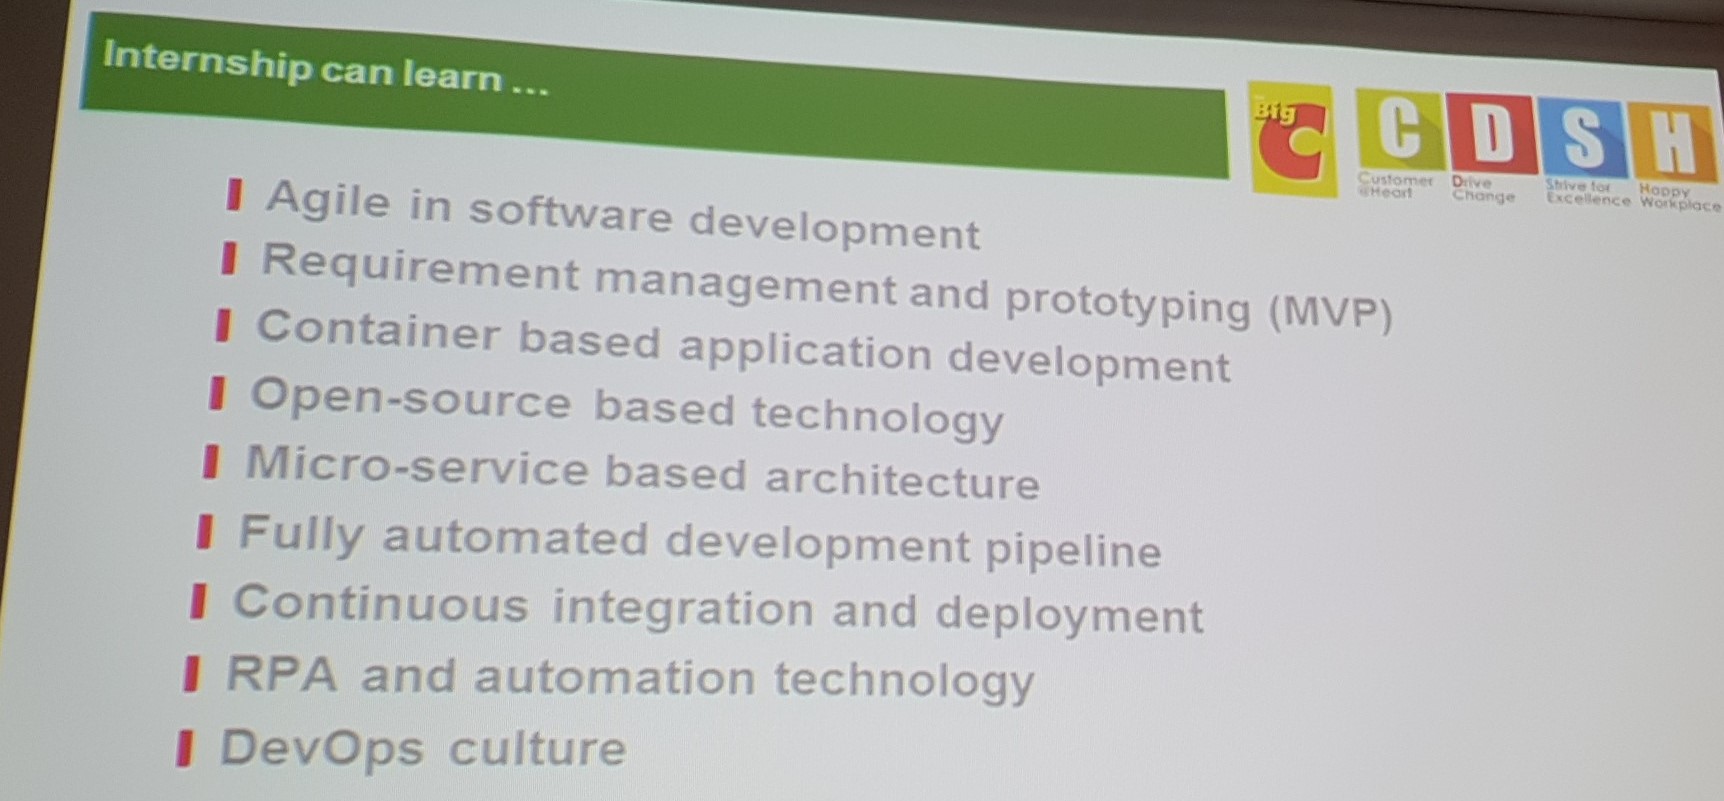 Internship can learn ...
Big
C
C D S H
Customer @Heart
Drive Change
Strive for Excellence
Happy Workplace
Agile in software development
Requirement management and prototyping (MVP)
Container based application development
Open-source based technology
Micro-service based architecture
Fully automated development pipeline
Continuous integration and deployment
RPA and automation technology
DevOps culture